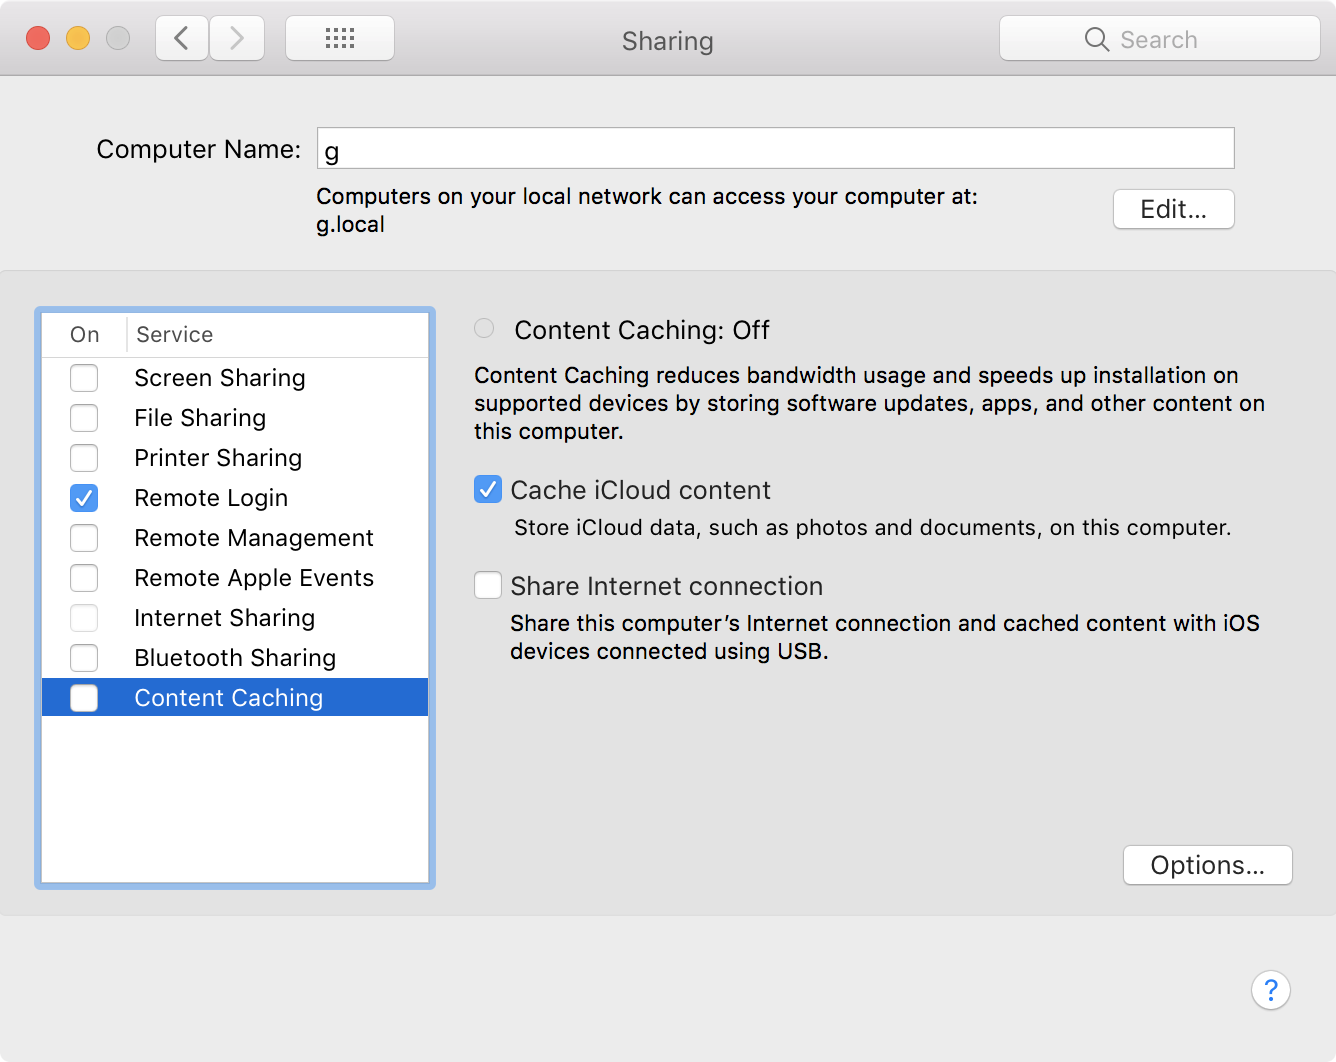 Sharing
Search
Computer Name: g
Computers on your local network can access your computer at:
g.local
Edit...
On Service
Screen Sharing
File Sharing
Printer Sharing
Remote Login
Remote Management
Remote Apple Events
Internet Sharing
Bluetooth Sharing
Content Caching
Content Caching: Off
Content Caching reduces bandwidth usage and speeds up installation on
supported devices by storing software updates, apps, and other content on
this computer.
Cache iCloud content
Store iCloud data, such as photos and documents, on this computer.
Share Internet connection
Share this computer’s Internet connection and cached content with iOS
devices connected using USB.
Options...
?